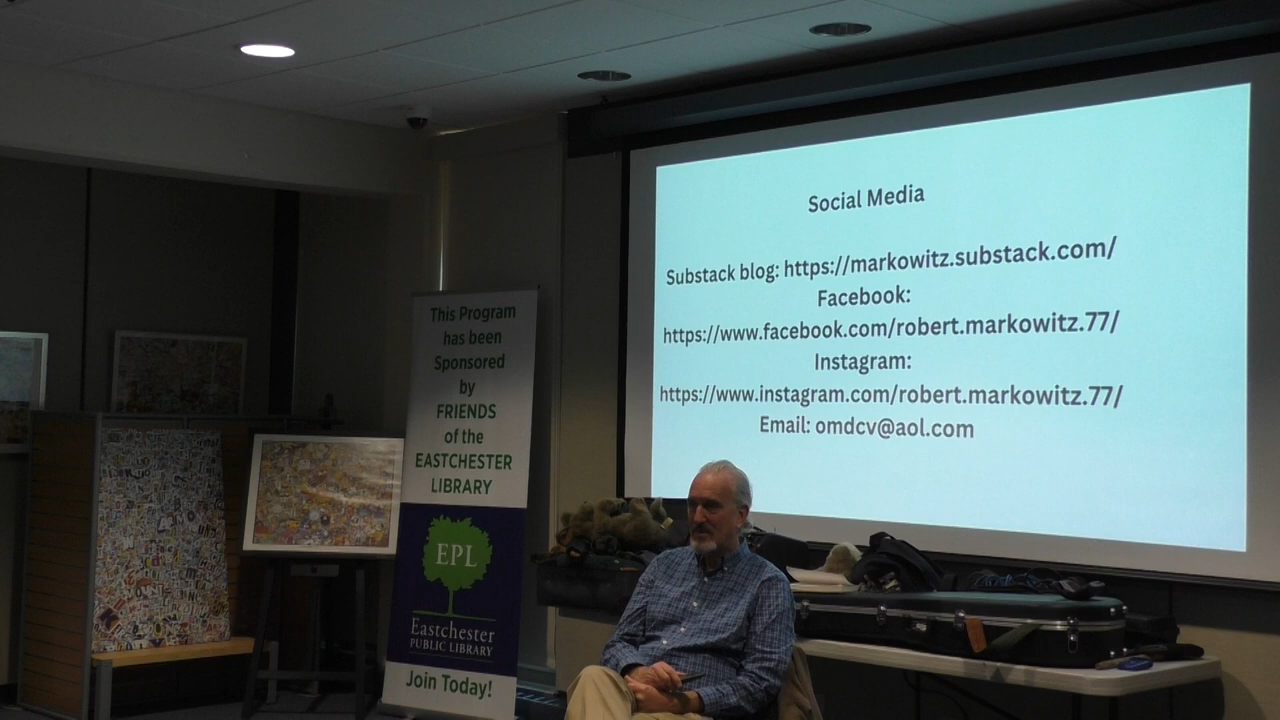 Social Media
Substack blog: https://markowitz.substack.com/
Facebook:
https://www.facebook.com/robert.markowitz.77/
Instagram:
https://www.instagram.com/robert.markowitz.77/
Email: omdcv@aol.com
This Program
has been
Sponsored
by
FRIENDS
of the
EASTCHESTER
LIBRARY
EPL
Eastchester
PUBLIC LIBRARY
Join Today!